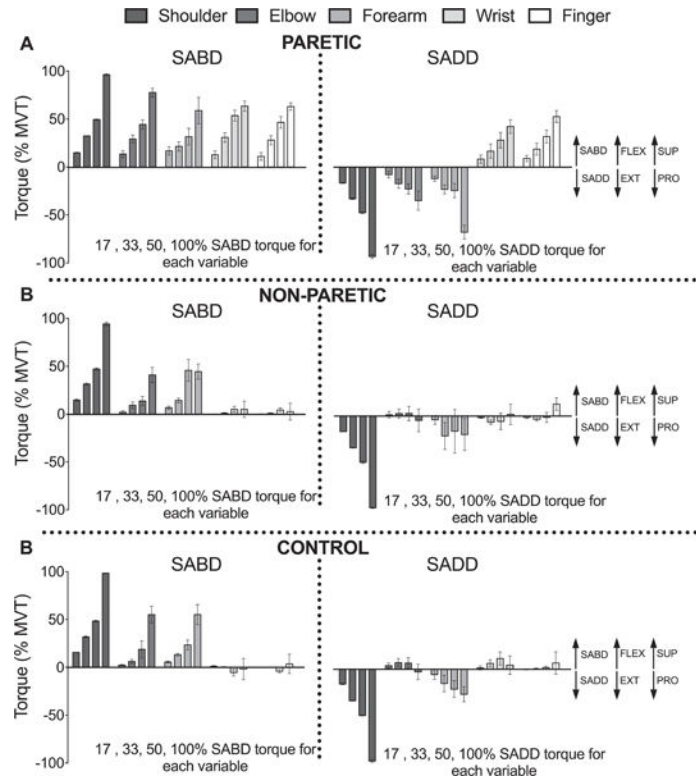 Shoulder Elbow Forearm Wrist Finger
A PARETIC
SABD SADD
Torque (% MVT)
100
50
0
-50
-100
SABD FLEX SUP
SADD EXT PRO
17 , 33, 50, 100% SABD torque for
each variable
17 , 33, 50, 100% SADD torque for
each variable
B NON-PARETIC
SABD SADD
Torque (% MVT)
100
50
0
-50
-100
SABD FLEX SUP
SADD EXT PRO
17 , 33, 50, 100% SABD torque for
each variable
17 , 33, 50, 100% SADD torque for
each variable
B CONTROL
SABD SADD
Torque (% MVT)
100
50
0
-50
-100
SABD FLEX SUP
SADD EXT PRO
17 , 33, 50, 100% SABD torque for
each variable
17 , 33, 50, 100% SADD torque for
each variable